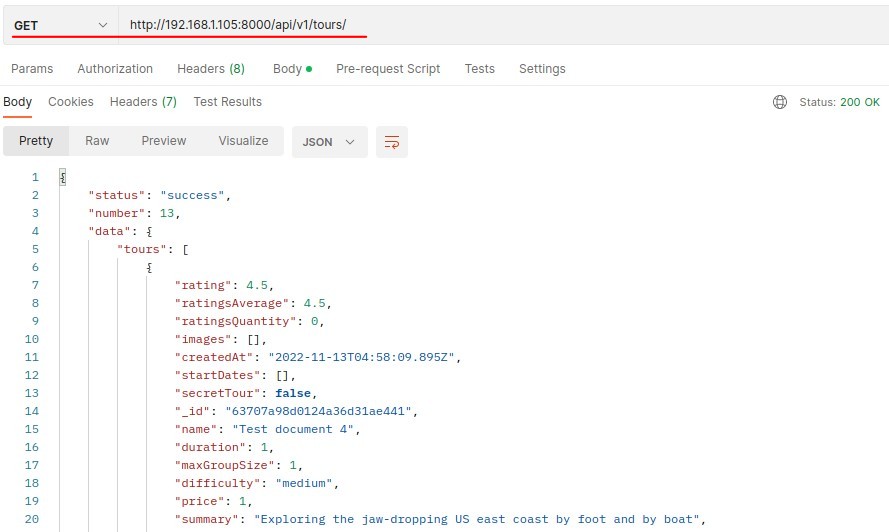 GET http://192.168.1.105:8000/api/v1/tours/
Params Authorization Headers (8) Body Pre-request Script Tests Settings
Body Cookies Headers (7) Test Results Status: 200 OK
Pretty Raw Preview Visualize JSON
1 {
2 "status": "success",
3 "number": 13,
4 "data": {
5 "tours": [
6 {
7 "rating": 4.5,
8 "ratingsAverage": 4.5,
9 "ratingsQuantity": 0,
10 "images": [],
11 "createdAt": "2022-11-13T04:58:09.895Z",
12 "startDates": [],
13 "secretTour": false,
14 "_id": "63707a98d0124a36d31ae441",
15 "name": "Test document 4",
16 "duration": 1,
17 "maxGroupSize": 1,
18 "difficulty": "medium",
19 "price": 1,
20 "summary": "Exploring the jaw-dropping US east coast by foot and by boat",